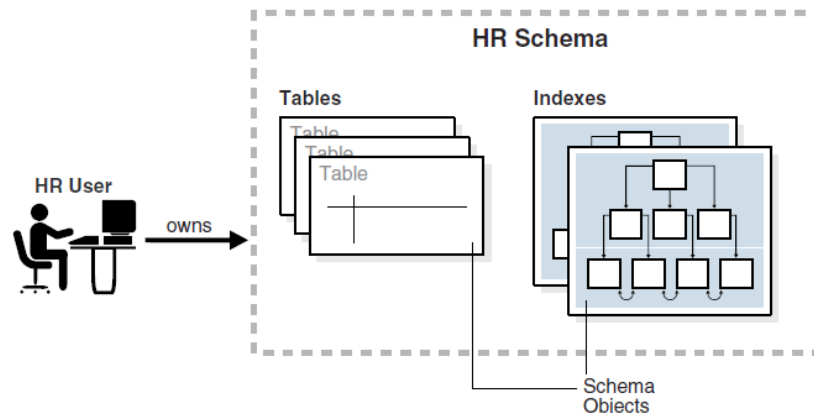 HR Schema
Tables
Indexes
Table
Table
Table
HR User
owns
Schema
Objects